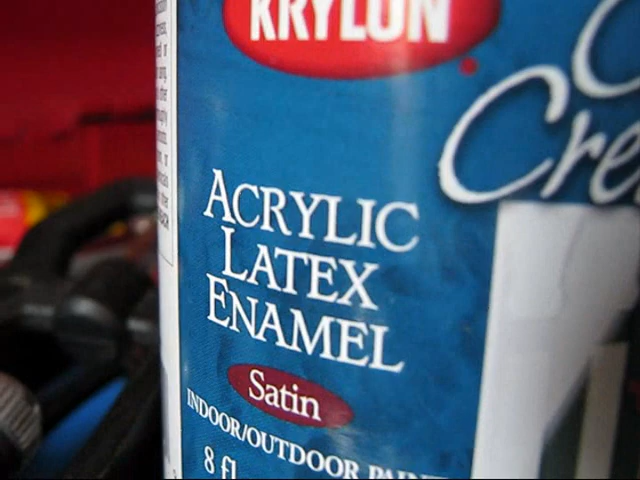 KRYLON
Cre
ACRYLIC
LATEX
ENAMEL
Satin
INDOOR/OUTDOOR PAINT
8 fl